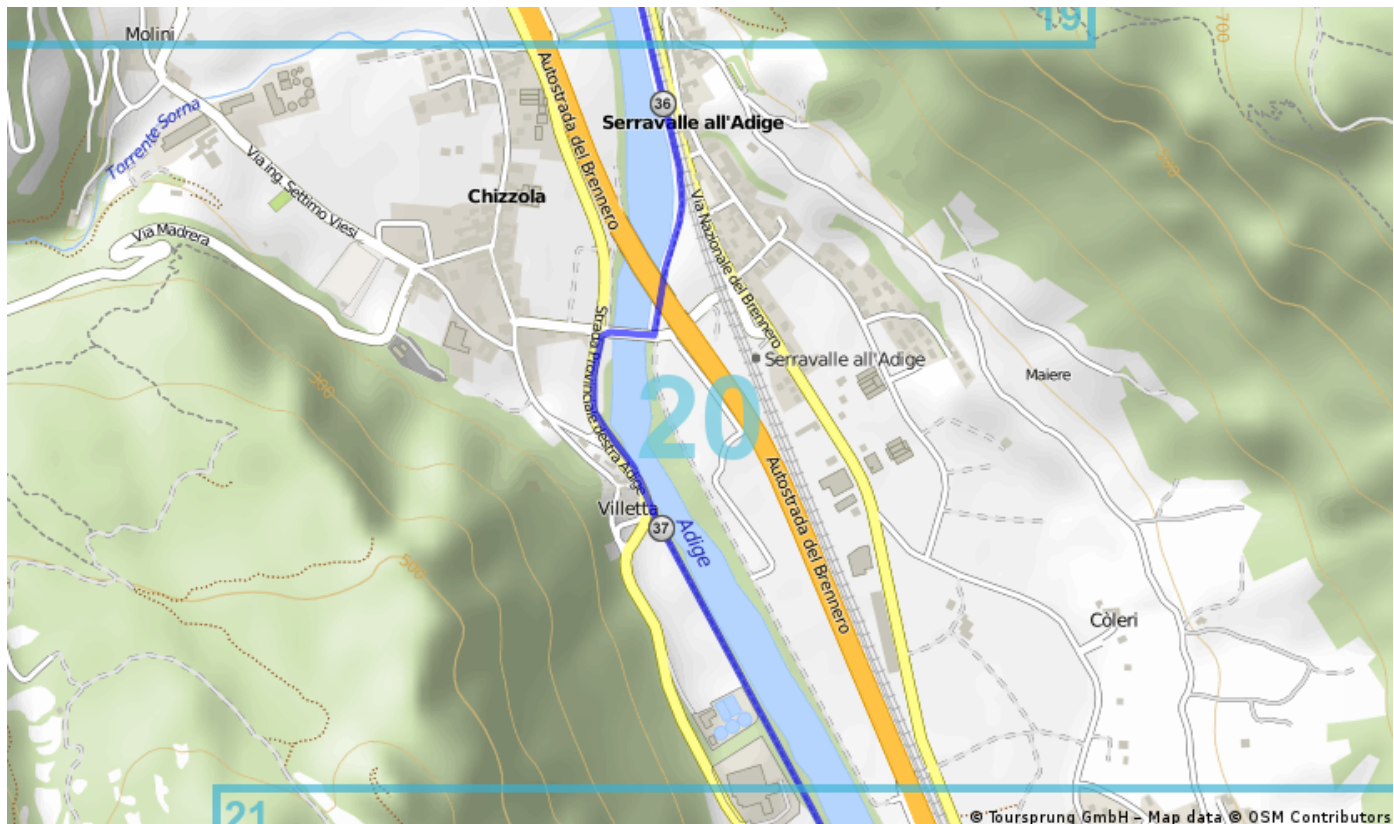 19
700
Molini
Autostrada del Brennero
36
Serravalle all'Adige
Torrente Sorna
Via ing. Settimo Viesi
Chizzola
Via Nazionale del Brennero
Via Madrera
Strada Provinciale destra Adige
Serravalle all'Adige
Maiere
300
20
Autostrada del Brennero
Villetta
37
Adige
500
Còleri
21
© Toursprung GmbH – Map data © OSM Contributors